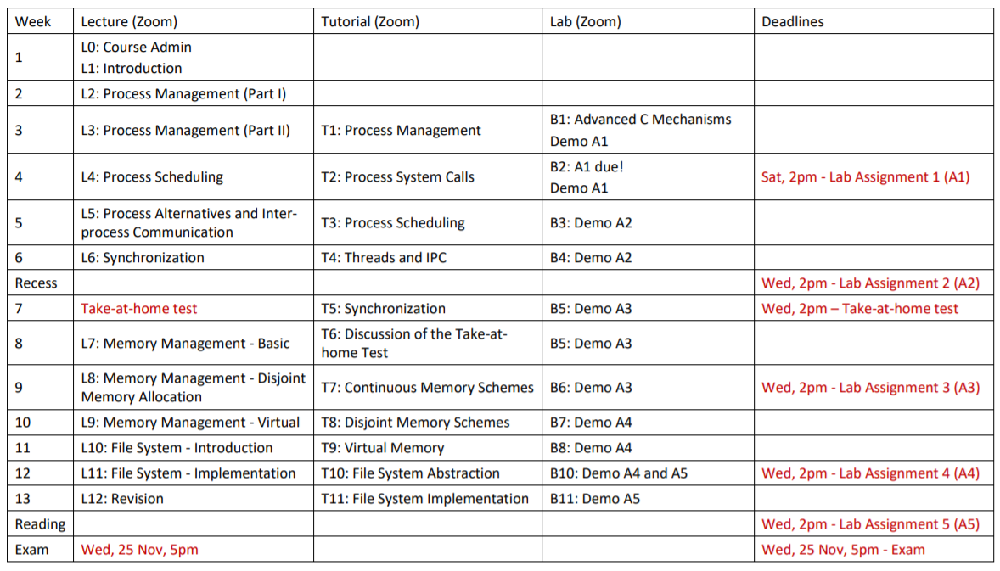 Week Lecture (Zoom) Tutorial (Zoom) Lab (Zoom) Deadlines
1
L0: Course Admin
L1: Introduction
2 L2: Process Management (Part I)
3 L3: Process Management (Part II) T1: Process Management
B1: Advanced C Mechanisms
Demo A1
4 L4: Process Scheduling T2: Process System Calls
B2: A1 due!
Demo A1
Sat, 2pm - Lab Assignment 1 (A1)
5
L5: Process Alternatives and Inter-
process Communication
T3: Process Scheduling B3: Demo A2
6 L6: Synchronization T4: Threads and IPC B4: Demo A2
Recess Wed, 2pm - Lab Assignment 2 (A2)
7 Take-at-home test T5: Synchronization B5: Demo A3 Wed, 2pm – Take-at-home test
8 L7: Memory Management - Basic
T6: Discussion of the Take-at-
home Test
B5: Demo A3
9
L8: Memory Management - Disjoint
Memory Allocation
T7: Continuous Memory Schemes B6: Demo A3 Wed, 2pm - Lab Assignment 3 (A3)
10 L9: Memory Management - Virtual T8: Disjoint Memory Schemes B7: Demo A4
11 L10: File System - Introduction T9: Virtual Memory B8: Demo A4
12 L11: File System - Implementation T10: File System Abstraction B10: Demo A4 and A5 Wed, 2pm - Lab Assignment 4 (A4)
13 L12: Revision T11: File System Implementation B11: Demo A5
Reading Wed, 2pm - Lab Assignment 5 (A5)
Exam Wed, 25 Nov, 5pm Wed, 25 Nov, 5pm - Exam